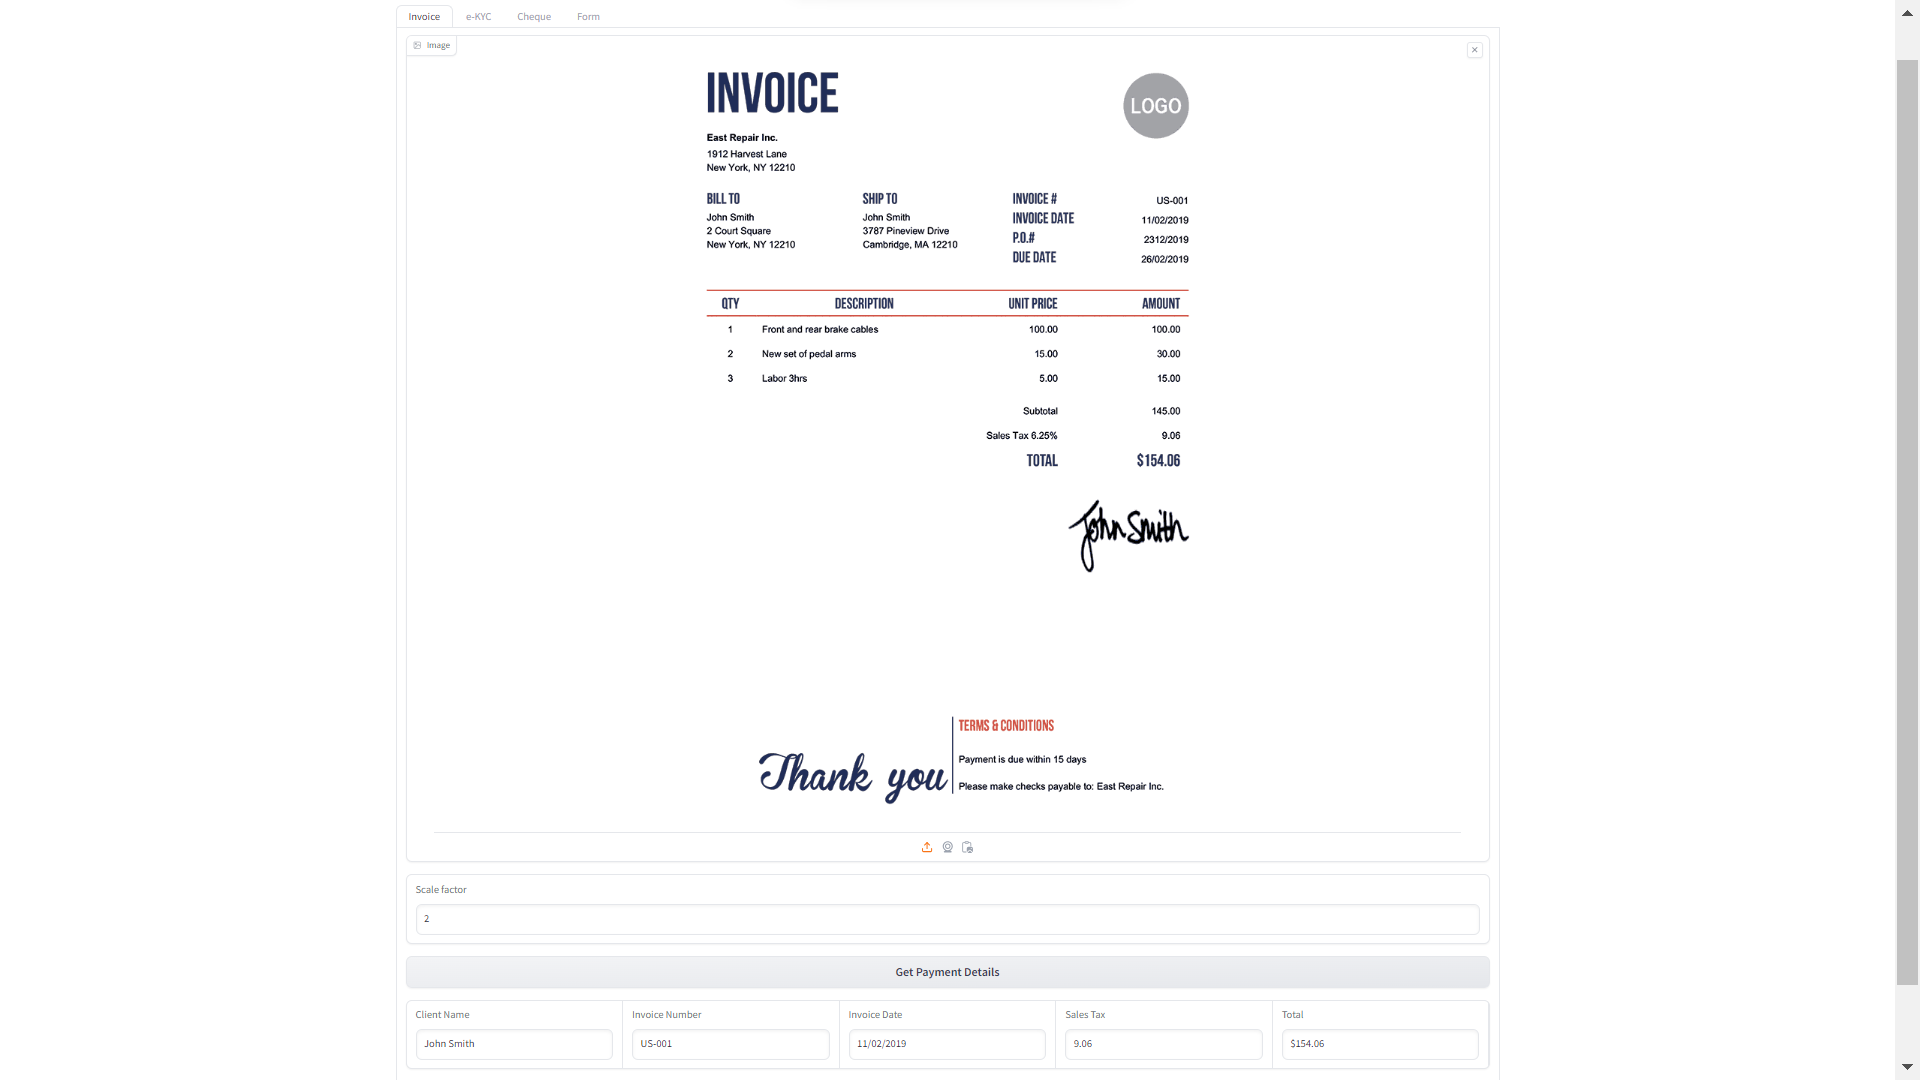 Invoice e-KYC Cheque Form
Image
INVOICE
LOGO
East Repair Inc.
1912 Harvest Lane
New York, NY 12210
BILL TO
John Smith
2 Court Square
New York, NY 12210
SHIP TO
John Smith
3787 Pineview Drive
Cambridge, MA 12210
INVOICE # US-001
INVOICE DATE 11/02/2019
P.O.# 2312/2019
DUE DATE 26/02/2019
QTY DESCRIPTION UNIT PRICE AMOUNT
1 Front and rear brake cables 100.00 100.00
2 New set of pedal arms 15.00 30.00
3 Labor 3hrs 5.00 15.00
Subtotal 145.00
Sales Tax 6.25% 9.06
TOTAL $154.06
John Smith
Thank you
TERMS & CONDITIONS
Payment is due within 15 days
Please make checks payable to: East Repair Inc.
Scale factor
2
Get Payment Details
Client Name Invoice Number Invoice Date Sales Tax Total
John Smith US-001 11/02/2019 9.06 $154.06